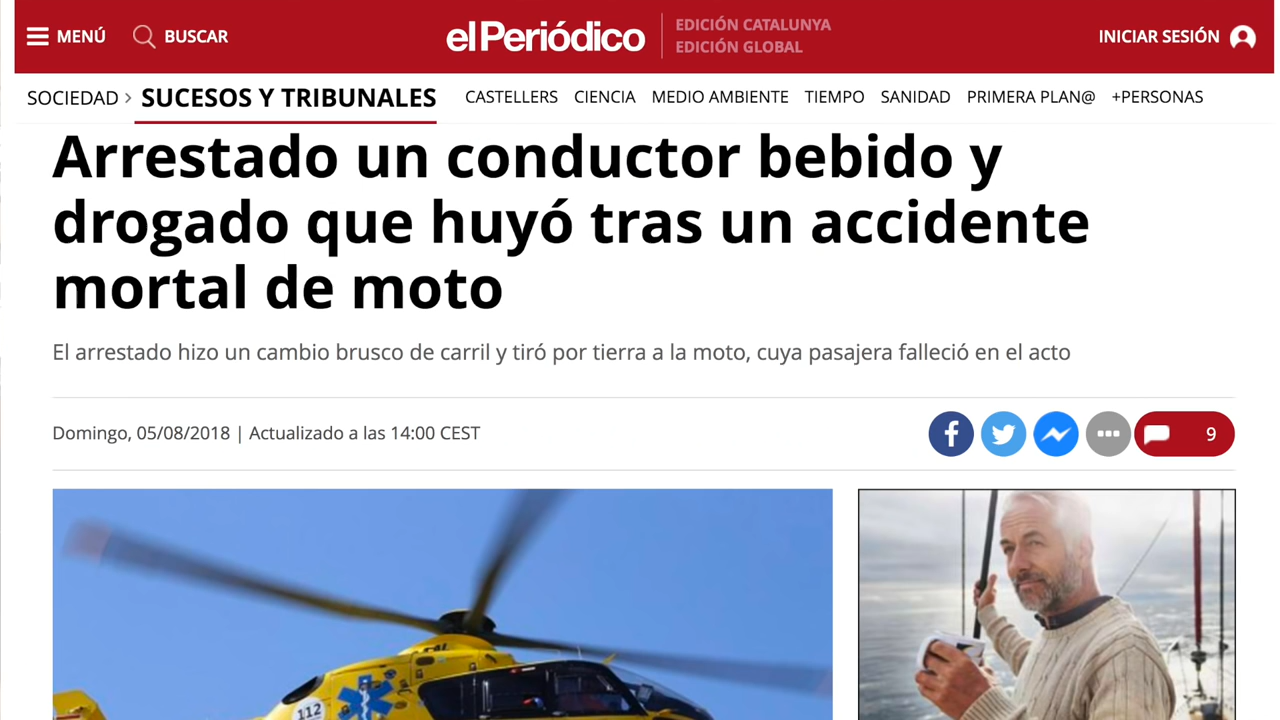 MENÚ
BUSCAR
elPeriódico
EDICIÓN CATALUNYA
EDICIÓN GLOBAL
INICIAR SESIÓN
SOCIEDAD › SUCESOS Y TRIBUNALES CASTELLERS CIENCIA MEDIO AMBIENTE TIEMPO SANIDAD PRIMERA PLAN@ +PERSONAS
Arrestado un conductor bebido y
drogado que huyó tras un accidente
mortal de moto
El arrestado hizo un cambio brusco de carril y tiró por tierra a la moto, cuya pasajera falleció en el acto
Domingo, 05/08/2018 | Actualizado a las 14:00 CEST
9
112